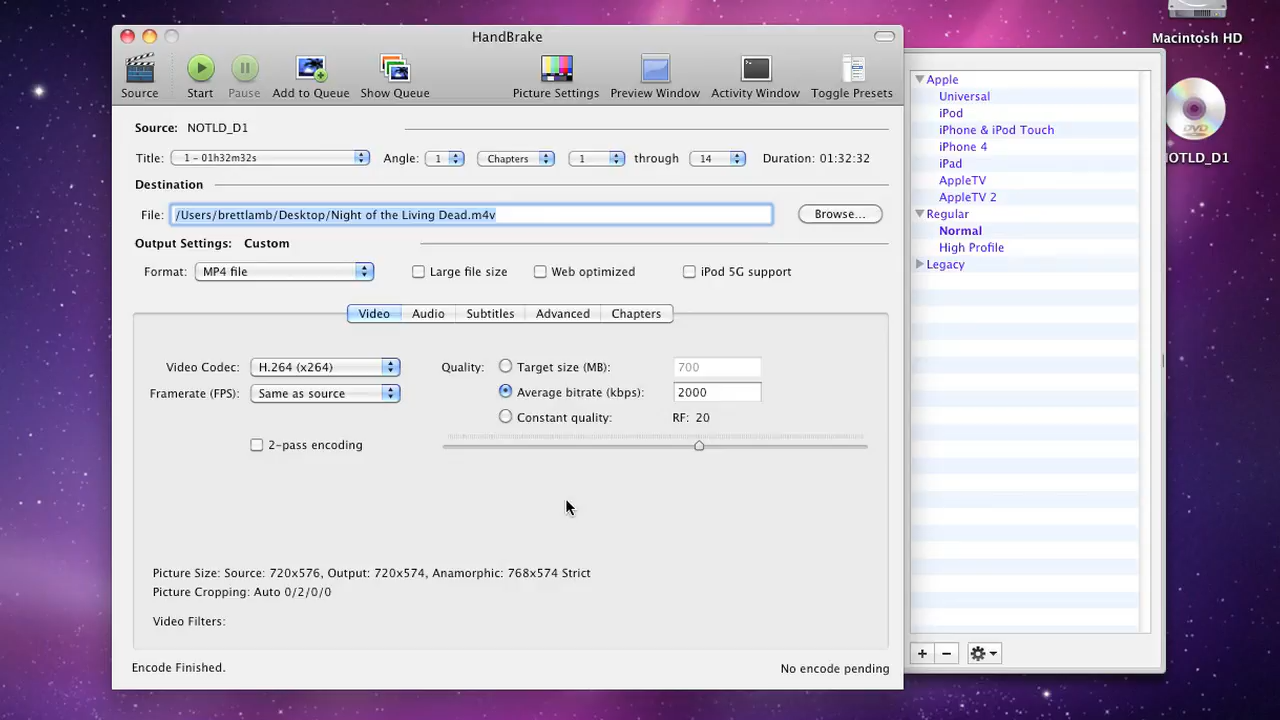 HandBrake
Source Start Pause Add to Queue Show Queue Picture Settings Preview Window Activity Window Toggle Presets
Source: NOTLD_D1
Title: 1 - 01h32m32s Angle: 1 Chapters 1 through 14 Duration: 01:32:32
Destination
File: /Users/brettlamb/Desktop/Night of the Living Dead.m4v Browse...
Output Settings: Custom
Format: MP4 file Large file size Web optimized iPod 5G support
Video Audio Subtitles Advanced Chapters
Video Codec: H.264 (x264) Quality: Target size (MB): 700
Framerate (FPS): Same as source Average bitrate (kbps): 2000
Constant quality: RF: 20
2-pass encoding
Picture Size: Source: 720x576, Output: 720x574, Anamorphic: 768x574 Strict
Picture Cropping: Auto 0/2/0/0
Video Filters:
Encode Finished. No encode pending
Apple
Universal
iPod
iPhone & iPod Touch
iPhone 4
iPad
AppleTV
AppleTV 2
Regular
Normal
High Profile
Legacy
Macintosh HD
DVD
NOTLD_D1